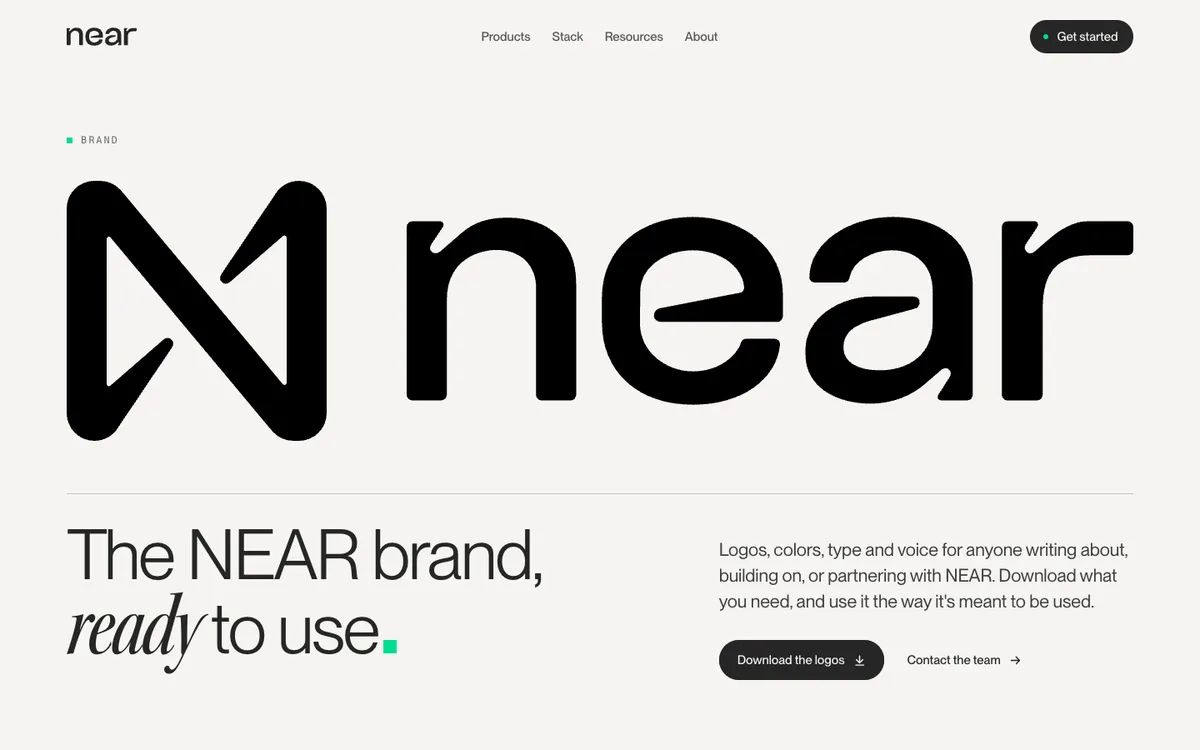 near
Products
Stack
Resources
About
Get started
BRAND
near
The NEAR brand,
ready to use.
Logos, colors, type and voice for anyone writing about,
building on, or partnering with NEAR. Download what
you need, and use it the way it's meant to be used.
Download the logos
Contact the team